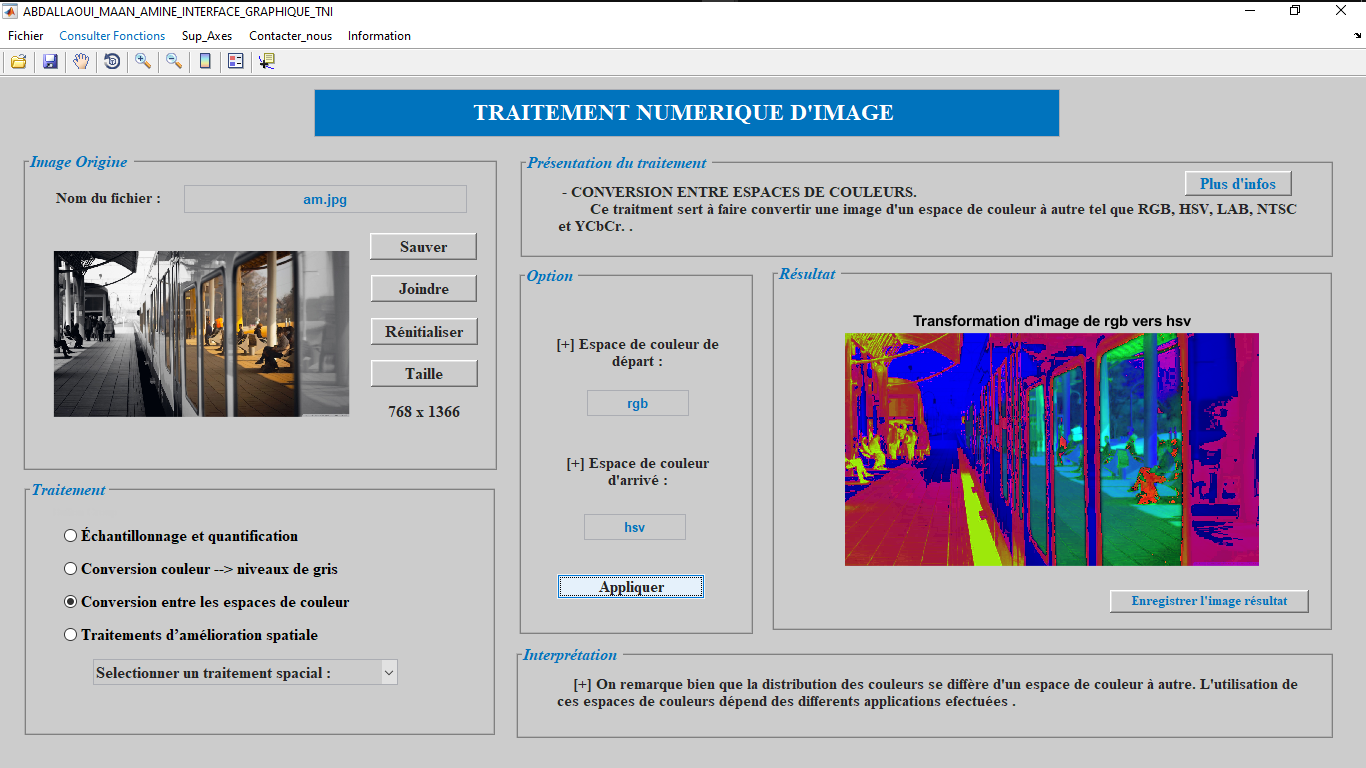 ABDALLAOUI_MAAN_AMINE_INTERFACE_GRAPHIQUE_TNI
Fichier Consulter Fonctions Sup_Axes Contacter_nous Information
TRAITEMENT NUMERIQUE D'IMAGE
Image Origine
Nom du fichier : am.jpg
Sauver
Joindre
Rénitialiser
Taille
768 x 1366
Traitement
Échantillonnage et quantification
Conversion couleur --> niveaux de gris
Conversion entre les espaces de couleur
Traitements d’amélioration spatiale
Selectionner un traitement spacial :
Présentation du traitement
Plus d'infos
- CONVERSION ENTRE ESPACES DE COULEURS.
Ce traitment sert à faire convertir une image d'un espace de couleur à autre tel que RGB, HSV, LAB, NTSC
et YCbCr. .
Option
[+] Espace de couleur de
départ :
rgb
[+] Espace de couleur
d'arrivé :
hsv
Appliquer
Résultat
Transformation d'image de rgb vers hsv
Enregistrer l'image résultat
Interprétation
[+] On remarque bien que la distribution des couleurs se diffère d'un espace de couleur à autre. L'utilisation de
ces espaces de couleurs dépend des differents applications efectuées .